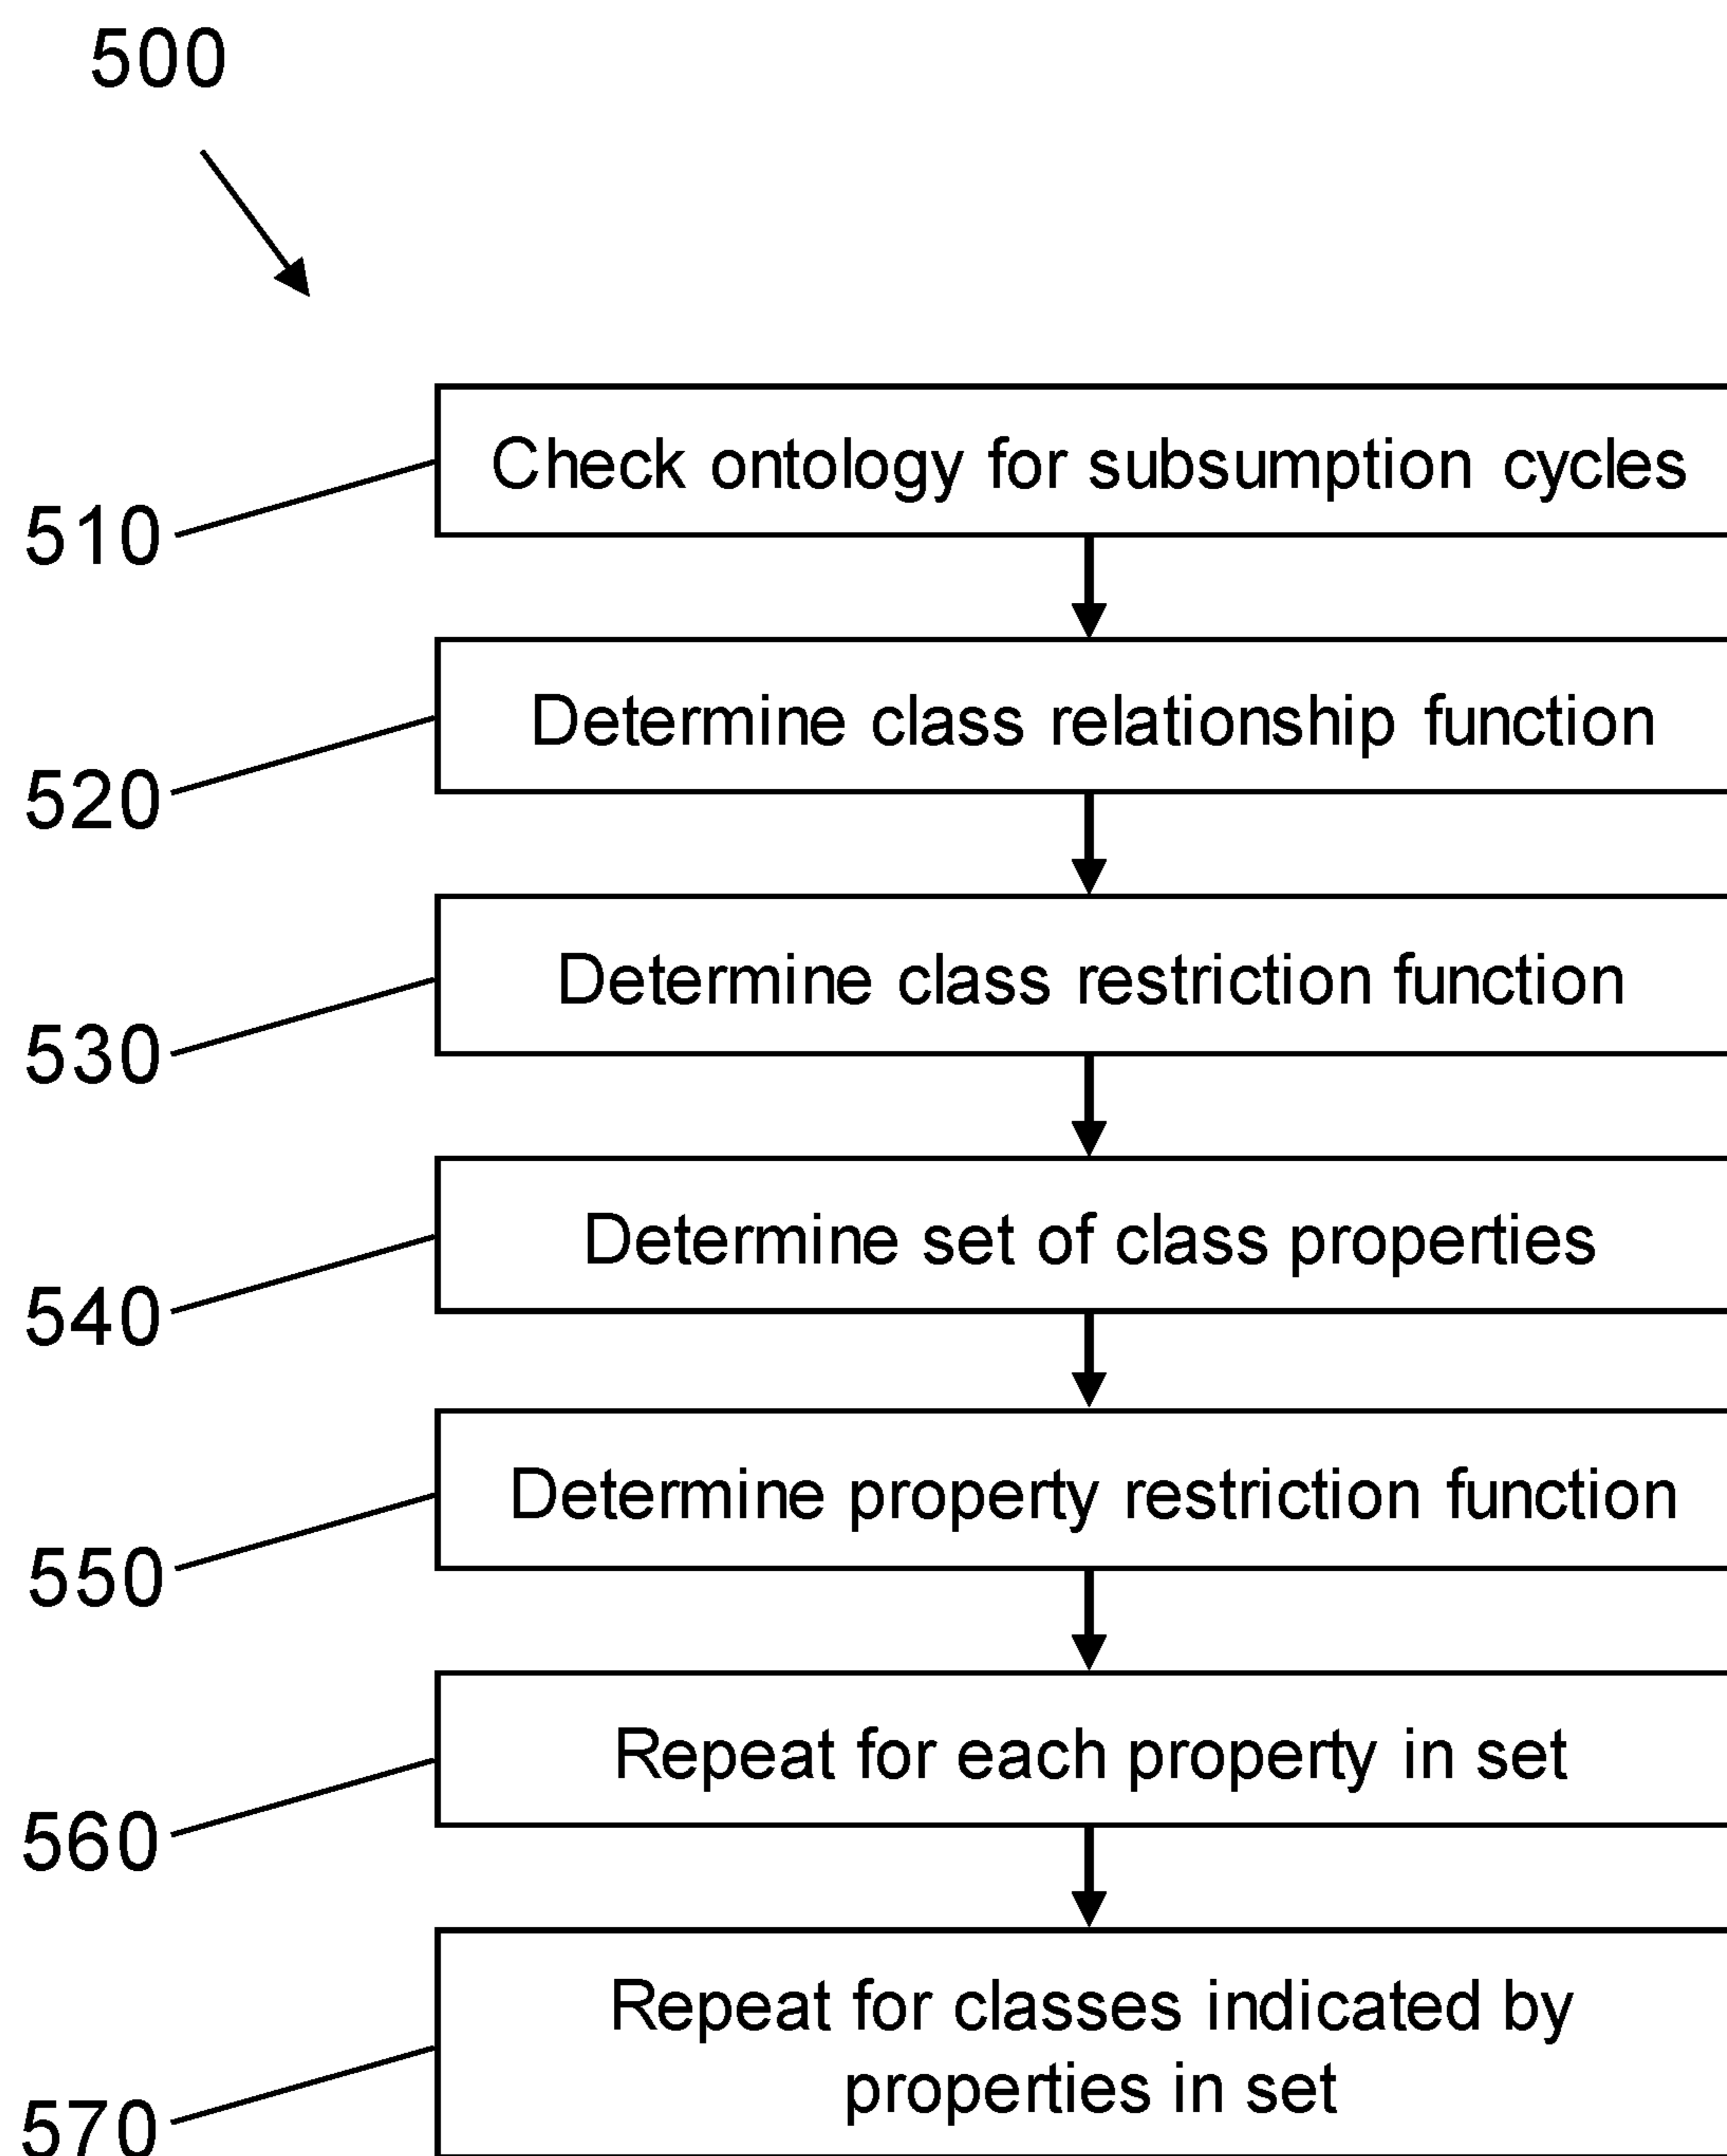 500
Check ontology for subsumption cycles
510
Determine class relationship function
520
Determine class restriction function
530
Determine set of class properties
540
Determine property restriction function
550
Repeat for each property in set
560
Repeat for classes indicated by
properties in set
570